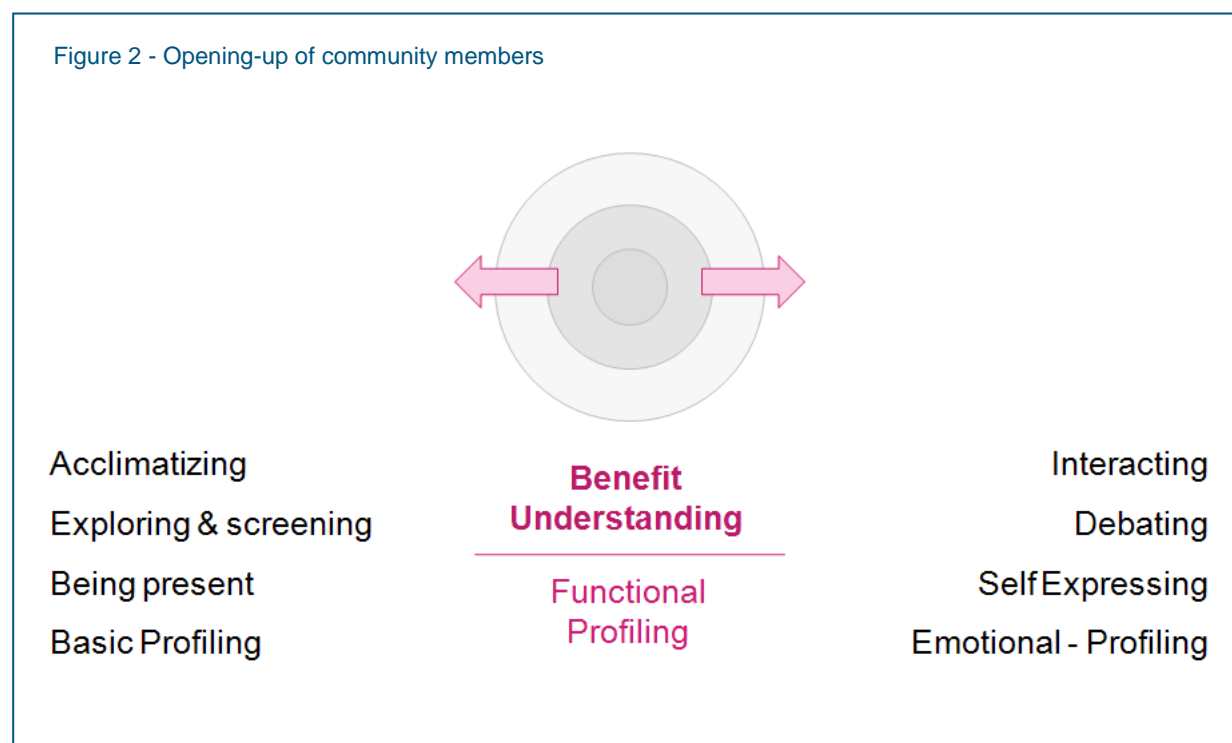 Figure 2 - Opening-up of community members
Acclimatizing
Exploring & screening
Being present
Basic Profiling
Benefit
Understanding
Functional
Profiling
Interacting
Debating
Self Expressing
Emotional - Profiling